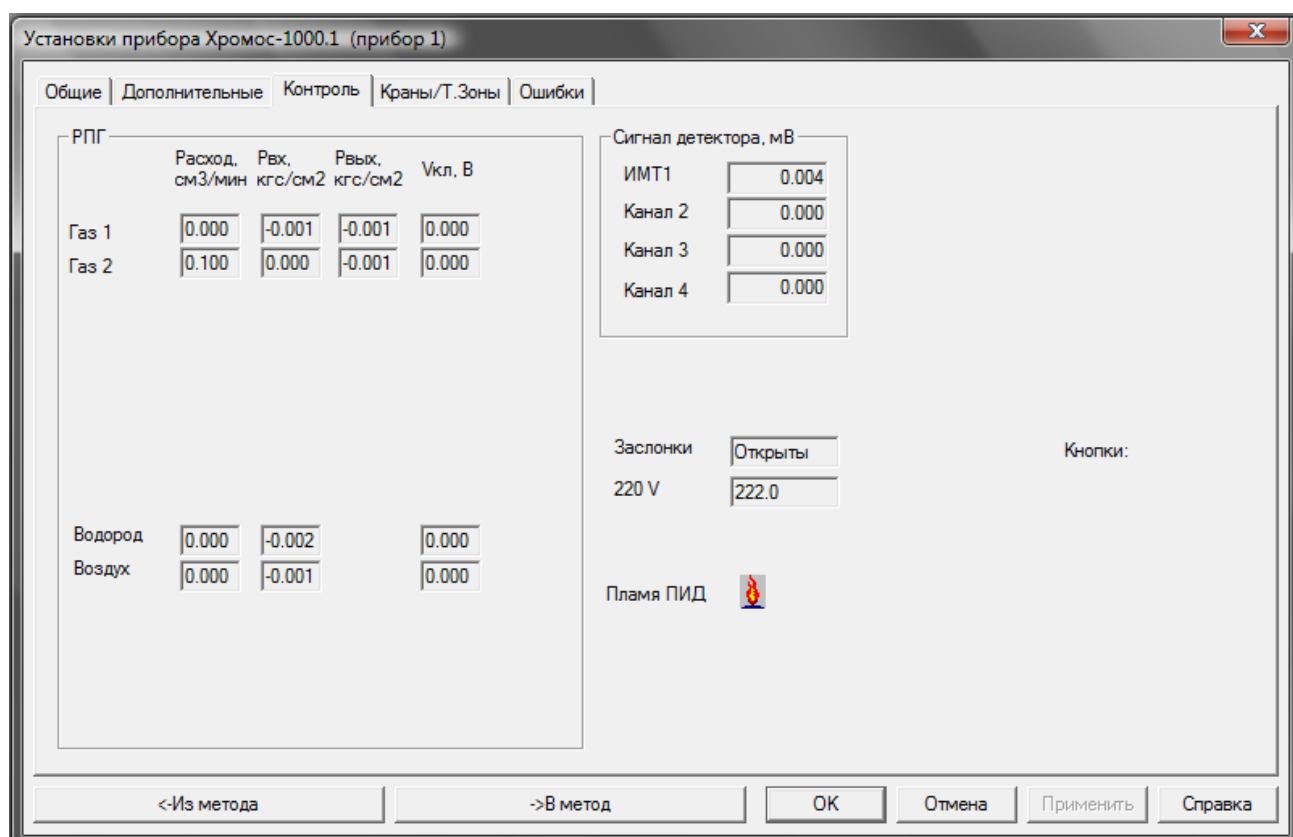 Установки прибора Хромос-1000.1 (прибор 1)
Общие Дополнительные Контроль Краны/Т.Зоны Ошибки
РПГ
Расход, Рвх, Рвых, Vкл, В
см3/мин кгс/см2 кгс/см2
Газ 1 0.000 -0.001 -0.001 0.000
Газ 2 0.100 0.000 -0.001 0.000
Водород 0.000 -0.002 0.000
Воздух 0.000 -0.001 0.000
Сигнал детектора, мВ
ИМТ1 0.004
Канал 2 0.000
Канал 3 0.000
Канал 4 0.000
Заслонки Открыты
Кнопки:
220 V 222.0
Пламя ПИД
<-Из метода ->В метод OK Отмена Применить Справка